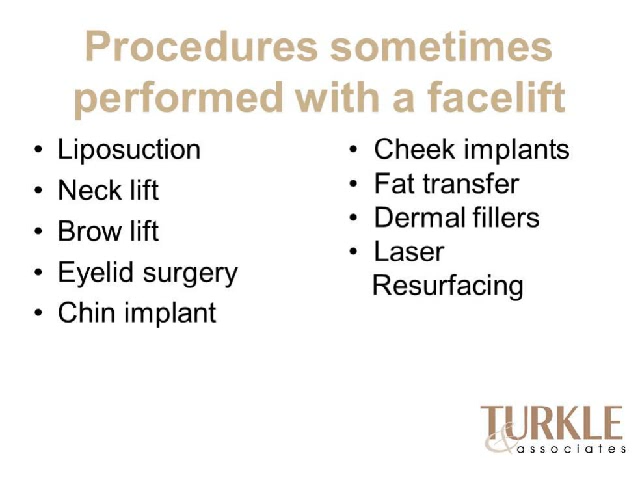 Procedures sometimes
performed with a facelift
• Liposuction
• Neck lift
• Brow lift
• Eyelid surgery
• Chin implant
• Cheek implants
• Fat transfer
• Dermal fillers
• Laser
Resurfacing
TURKLE
& associates